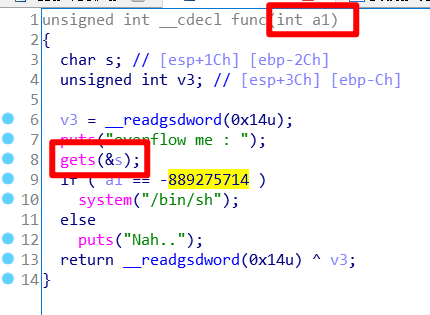 1 unsigned int __cdecl func(int a1)
2 {
3 char s; // [esp+1Ch] [ebp-2Ch]
4 unsigned int v3; // [esp+3Ch] [ebp-Ch]
5
6 v3 = __readgsdword(0x14u);
7 puts("overflow me : ");
8 gets(&s);
9 if ( a1 == -889275714 )
10 system("/bin/sh");
11 else
12 puts("Nah..");
13 return __readgsdword(0x14u) ^ v3;
14 }